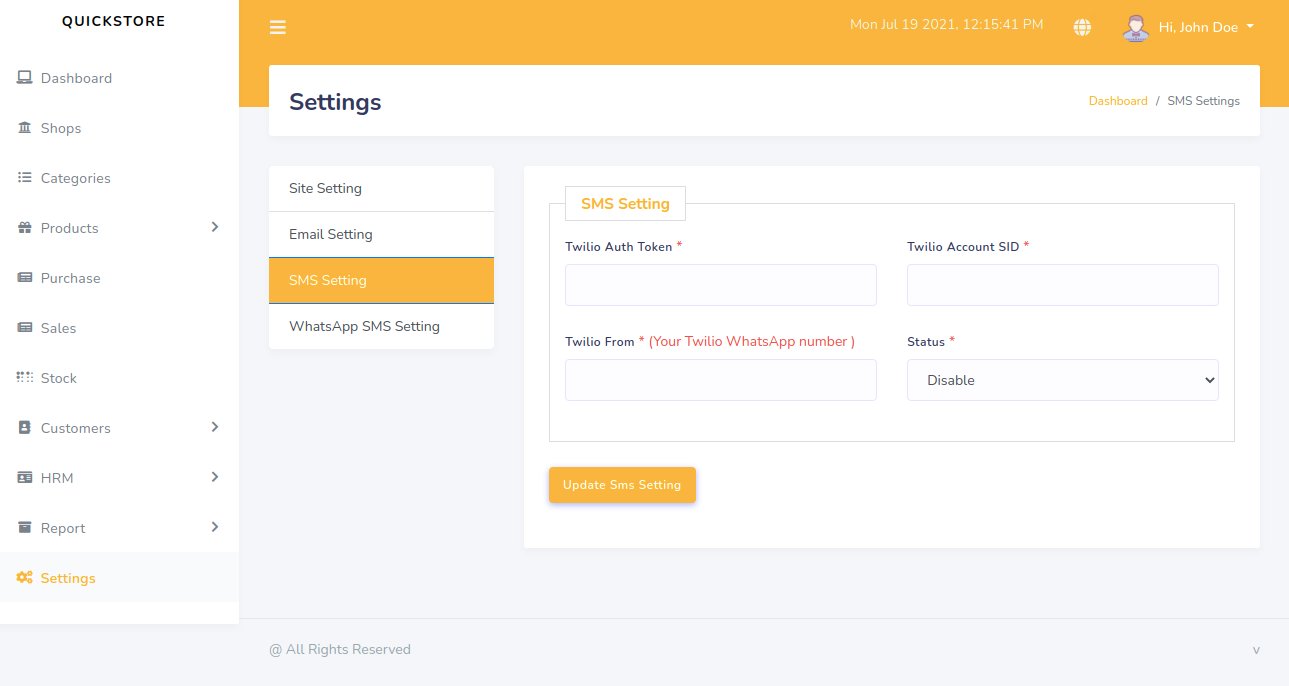 QUICKSTORE
Mon Jul 19 2021, 12:15:41 PM
Hi, John Doe
Dashboard
Shops
Categories
Products
Purchase
Sales
Stock
Customers
HRM
Report
Settings
Settings
Dashboard / SMS Settings
Site Setting
Email Setting
SMS Setting
WhatsApp SMS Setting
SMS Setting
Twilio Auth Token *
Twilio Account SID *
Twilio From * (Your Twilio WhatsApp number )
Status *
Disable
Update Sms Setting
@ All Rights Reserved
v